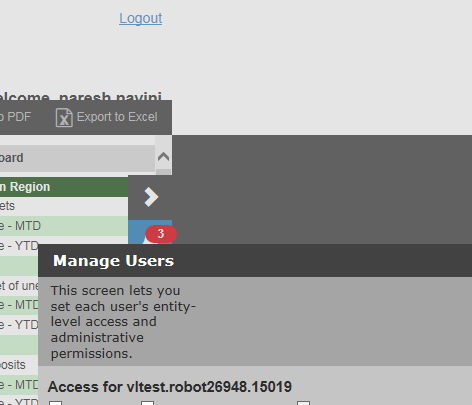 Logout
welcome, naresh navini
o PDF Export to Excel
oard
n Region
ets
e - MTD
3
e - YTD
Manage Users
This screen lets you
set each user's entity-
level access and
administrative
permissions.
et of une
e - MTD
e - YTD
posits
Access for vltest.robot26948.15019
e - MTD
e - YTD